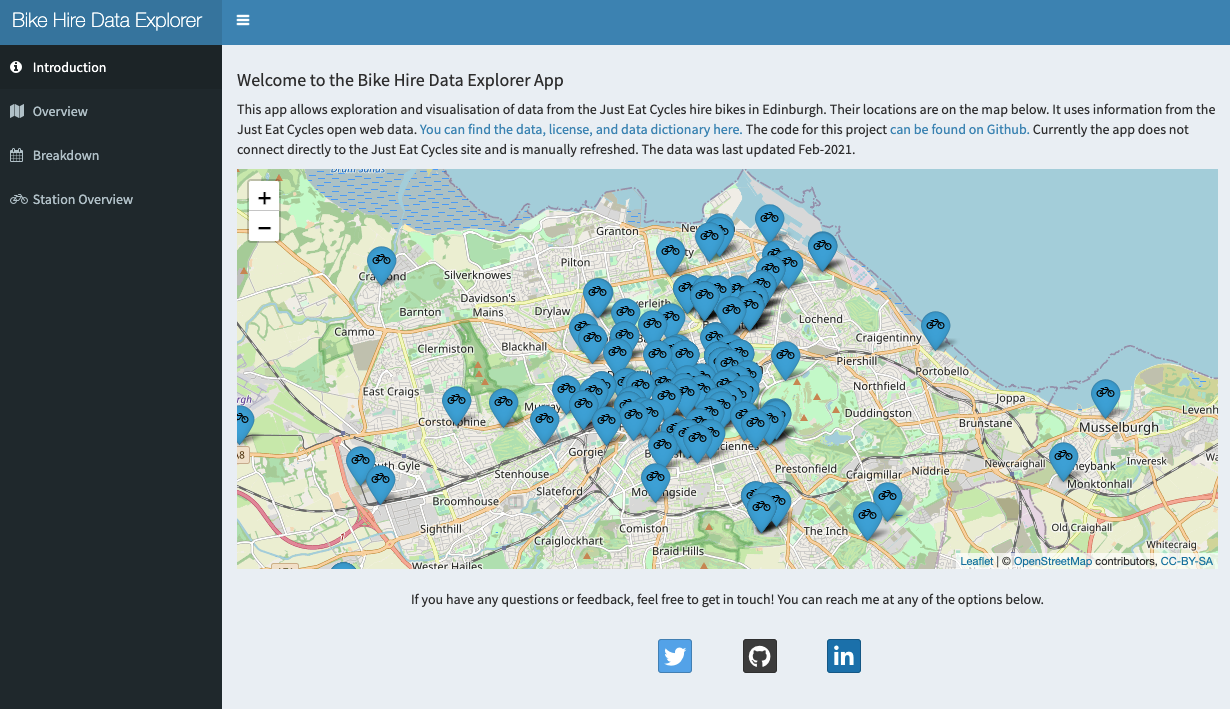 Bike Hire Data Explorer
Introduction
Overview
Breakdown
Station Overview
Welcome to the Bike Hire Data Explorer App
This app allows exploration and visualisation of data from the Just Eat Cycles hire bikes in Edinburgh. Their locations are on the map below. It uses information from the
Just Eat Cycles open web data. You can find the data, license, and data dictionary here. The code for this project can be found on Github. Currently the app does not
connect directly to the Just Eat Cycles site and is manually refreshed. The data was last updated Feb-2021.
+
−
Granton
Pilton
Silverknowes
Davidson's
Mains
Barnton
Drylaw
Cammo
Lochend
Blackhall
Clermiston
Craigentinny
Piershill
Portobello
Northfield
East Craigs
Joppa
Duddingston
Brunstane
Musselburgh
Gorgie
A8
Prestonfield
Newcraighall
Inveresk
Niddrie
Stenhouse
Craigmillar
Monktonhall
Slateford
Broomhouse
Sighthill
Comiston
The Inch
Old Craighall
Craiglockhart
Whitecraig
Braid Hills
Wester Hailes
Leaflet | © OpenStreetMap contributors, CC-BY-SA
If you have any questions or feedback, feel free to get in touch! You can reach me at any of the options below.
in